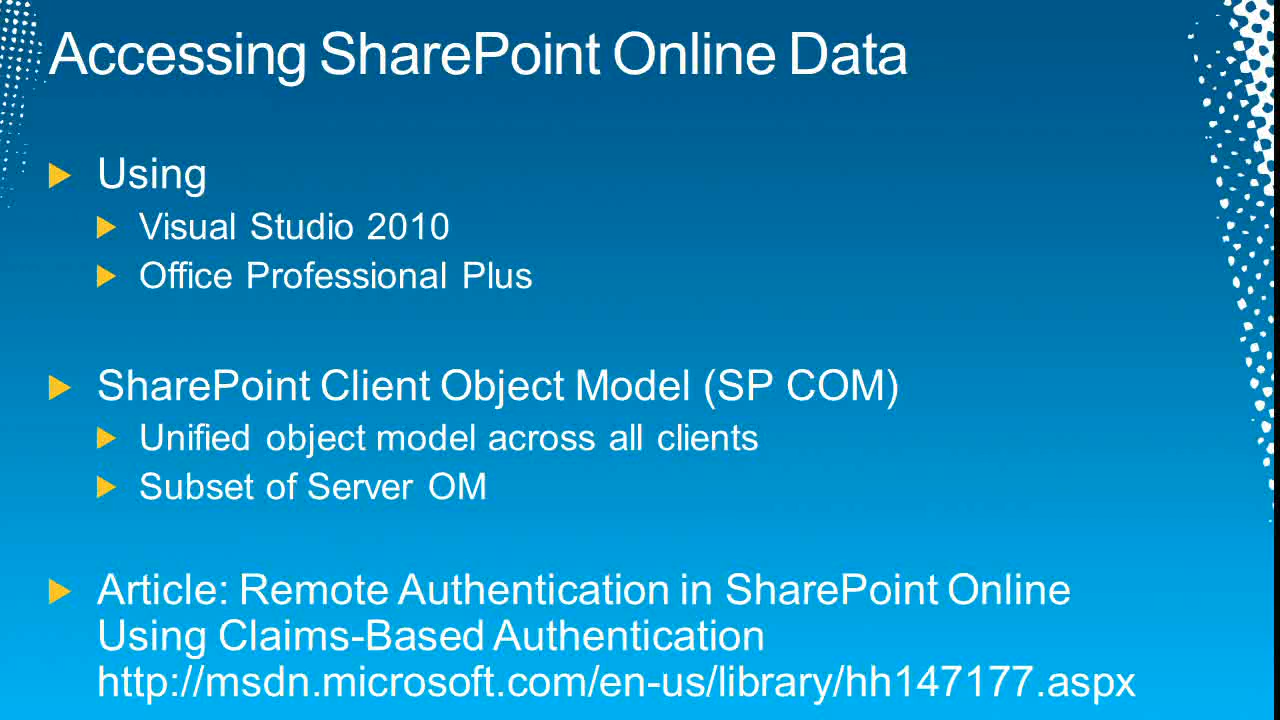 Accessing SharePoint Online Data
Using
Visual Studio 2010
Office Professional Plus
SharePoint Client Object Model (SP COM)
Unified object model across all clients
Subset of Server OM
Article: Remote Authentication in SharePoint Online
Using Claims-Based Authentication
http://msdn.microsoft.com/en-us/library/hh147177.aspx